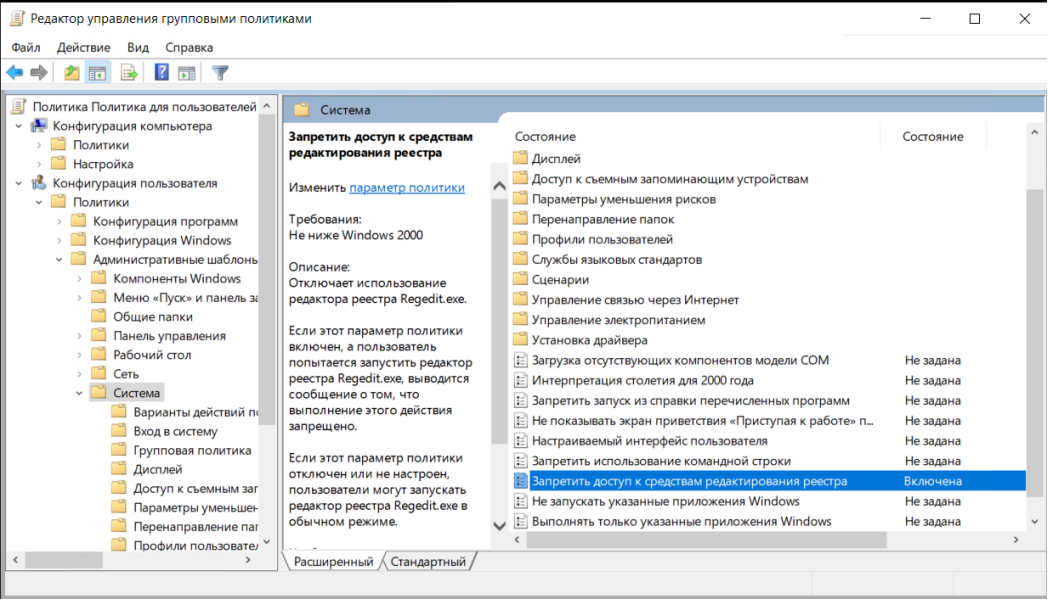 Редактор управления групповыми политиками
Файл Действие Вид Справка
Политика Политика для пользователей
Конфигурация компьютера
Политики
Настройка
Конфигурация пользователя
Политики
Конфигурация программ
Конфигурация Windows
Административные шаблонь
Компоненты Windows
Меню «Пуск» и панель за
Общие папки
Панель управления
Рабочий стол
Сеть
Система
Варианты действий по
Вход в систему
Групповая политика
Дисплей
Доступ к съемным зап
Параметры уменьшен
Перенаправление пап
Профили пользовател
Система
Запретить доступ к средствам
редактирования реестра
Изменить параметр политики
Требования:
Не ниже Windows 2000
Описание:
Отключает использование
редактора реестра Regedit.exe.
Если этот параметр политики
включен, а пользователь
попытается запустить редактор
реестра Regedit.exe, выводится
сообщение о том, что
выполнение этого действия
запрещено.
Если этот параметр политики
отключен или не настроен,
пользователи могут запускать
редактор реестра Regedit.exe в
обычном режиме.
Состояние Состояние
Дисплей
Доступ к съемным запоминающим устройствам
Параметры уменьшения рисков
Перенаправление папок
Профили пользователей
Службы языковых стандартов
Сценарии
Управление связью через Интернет
Управление электропитанием
Установка драйвера
Загрузка отсутствующих компонентов модели COM Не задана
Интерпретация столетия для 2000 года Не задана
Запретить запуск из справки перечисленных программ Не задана
Не показывать экран приветствия «Приступая к работе» п... Не задана
Настраиваемый интерфейс пользователя Не задана
Запретить использование командной строки Не задана
Запретить доступ к средствам редактирования реестра Включена
Не запускать указанные приложения Windows Не задана
Выполнять только указанные приложения Windows Не задана
Расширенный Стандартный